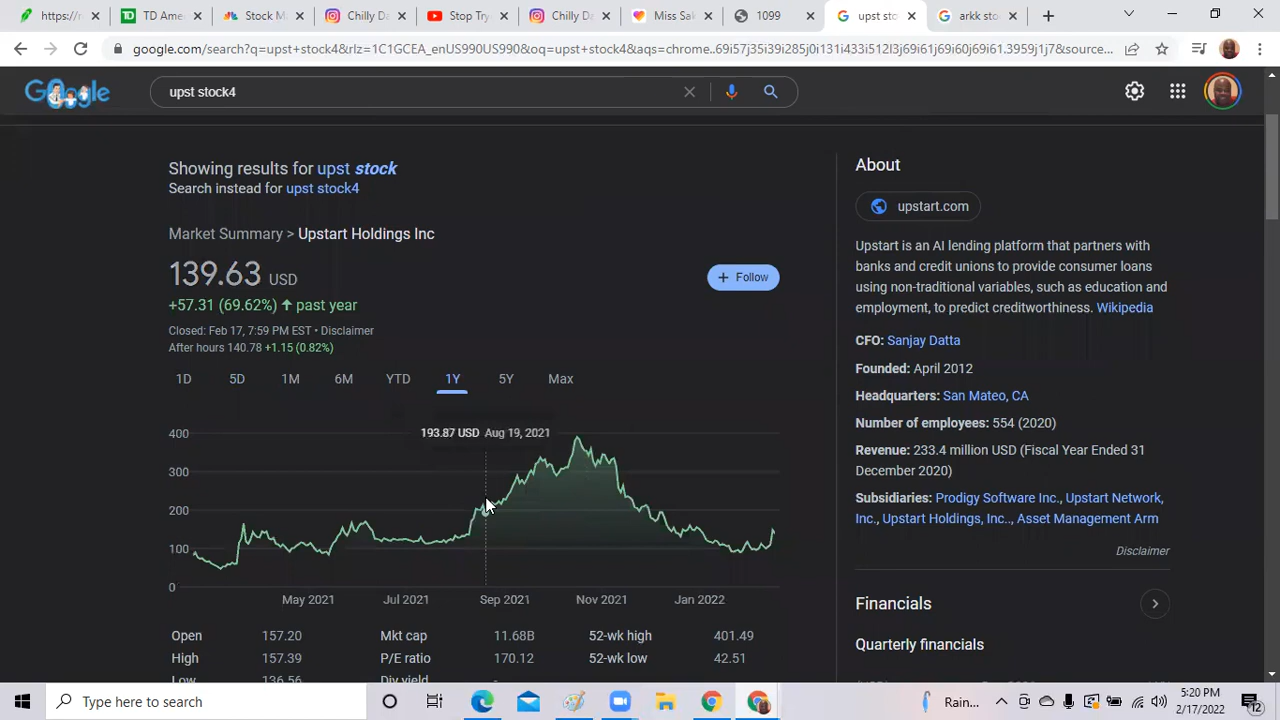 https://r
TD Ame
Stock M
Chilly D
Stop Try
Chilly D
Miss Sak
1099
upst sto
arkk sto
google.com/search?q=upst+stock4&rlz=1C1GCEA_enUS990US990&oq=upst+stock4&aqs=chrome..69i57j35i39i285j0i131i433i512l3j69i61j69i60j69i61.3959j1j7&source...
Google
upst stock4
Showing results for upst stock
Search instead for upst stock4
Market Summary > Upstart Holdings Inc
139.63 USD
+ Follow
+57.31 (69.62%) ↑ past year
Closed: Feb 17, 7:59 PM EST • Disclaimer
After hours 140.78 +1.15 (0.82%)
1D 5D 1M 6M YTD 1Y 5Y Max
193.87 USD Aug 19, 2021
400
300
200
100
0
May 2021 Jul 2021 Sep 2021 Nov 2021 Jan 2022
Open 157.20 Mkt cap 11.68B 52-wk high 401.49
High 157.39 P/E ratio 170.12 52-wk low 42.51
Low 136.56 Div yield -
About
upstart.com
Upstart is an AI lending platform that partners with
banks and credit unions to provide consumer loans
using non-traditional variables, such as education and
employment, to predict creditworthiness. Wikipedia
CFO: Sanjay Datta
Founded: April 2012
Headquarters: San Mateo, CA
Number of employees: 554 (2020)
Revenue: 233.4 million USD (Fiscal Year Ended 31
December 2020)
Subsidiaries: Prodigy Software Inc., Upstart Network,
Inc., Upstart Holdings, Inc.., Asset Management Arm
Disclaimer
Financials
Quarterly financials
Type here to search
Rain...
5:20 PM
2/17/2022
12